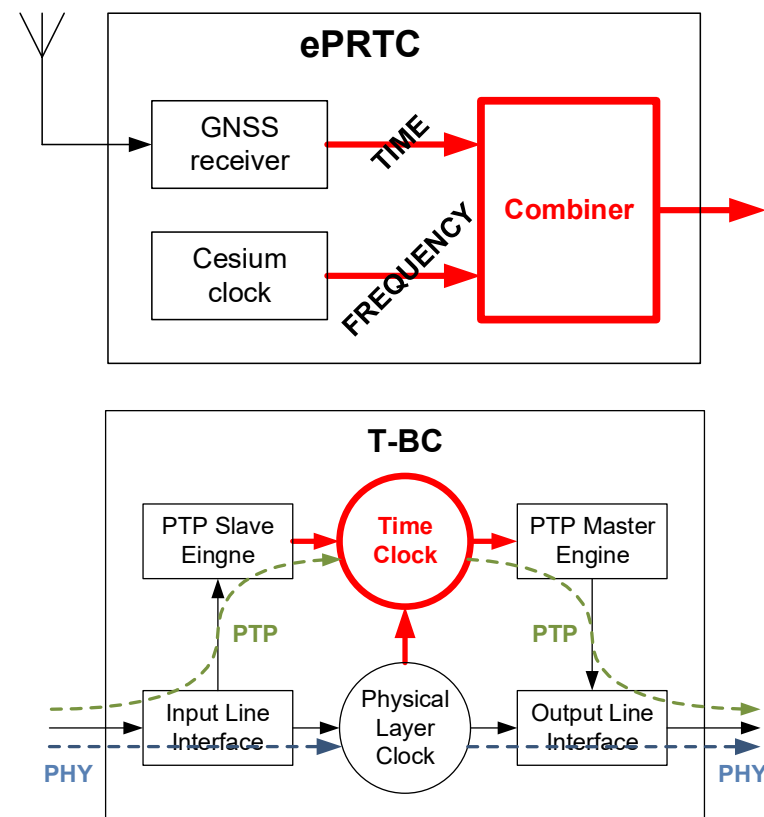 ePRTC
GNSS
receiver
TIME
Combiner
Cesium
clock
FREQUENCY
T-BC
PTP Slave
Eingne
Time
Clock
PTP Master
Engine
PTP
PTP
Input Line
Interface
Physical
Layer
Clock
Output Line
Interface
PHY
PHY